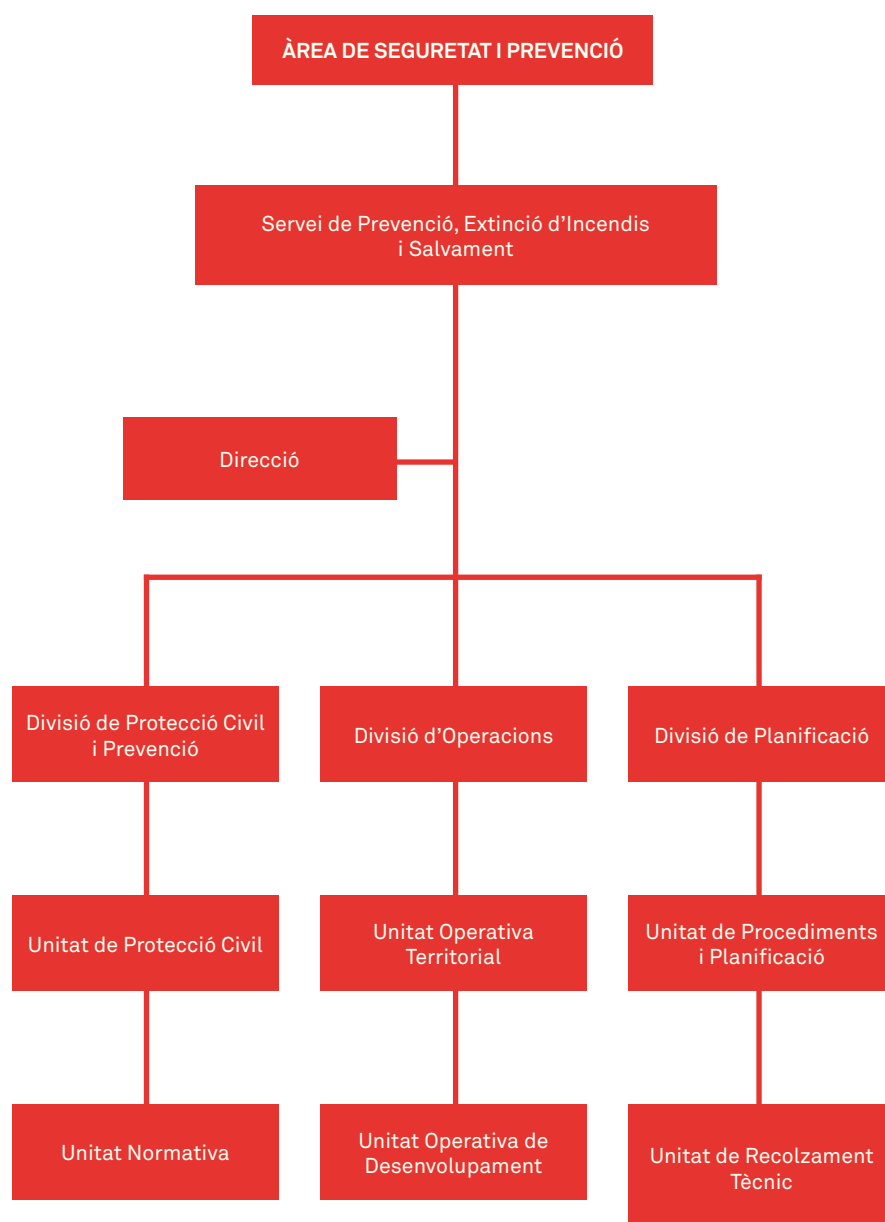 ÀREA DE SEGURETAT I PREVENCIÓ
Servei de Prevenció, Extinció d’Incendis
i Salvament
Direcció
Divisió de Protecció Civil
i Prevenció
Divisió d’Operacions
Divisió de Planificació
Unitat de Protecció Civil
Unitat Operativa
Territorial
Unitat de Procediments
i Planificació
Unitat Normativa
Unitat Operativa de
Desenvolupament
Unitat de Recolzament
Tècnic